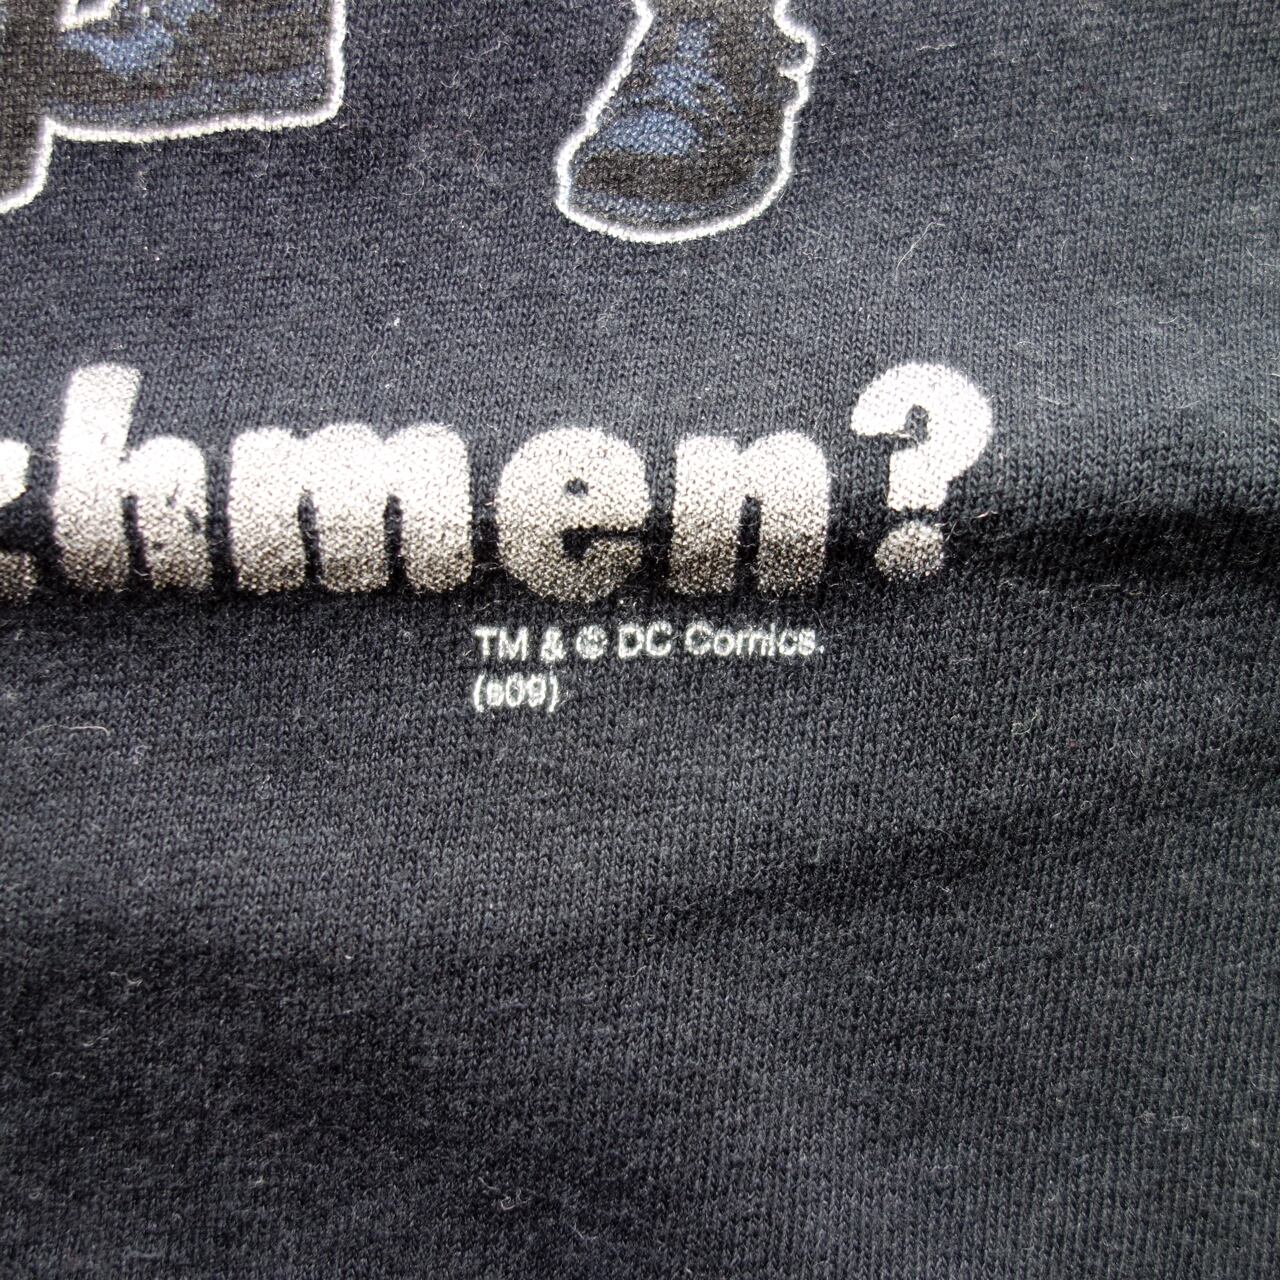 chmen?
TM & © DC Comics.
(s09)